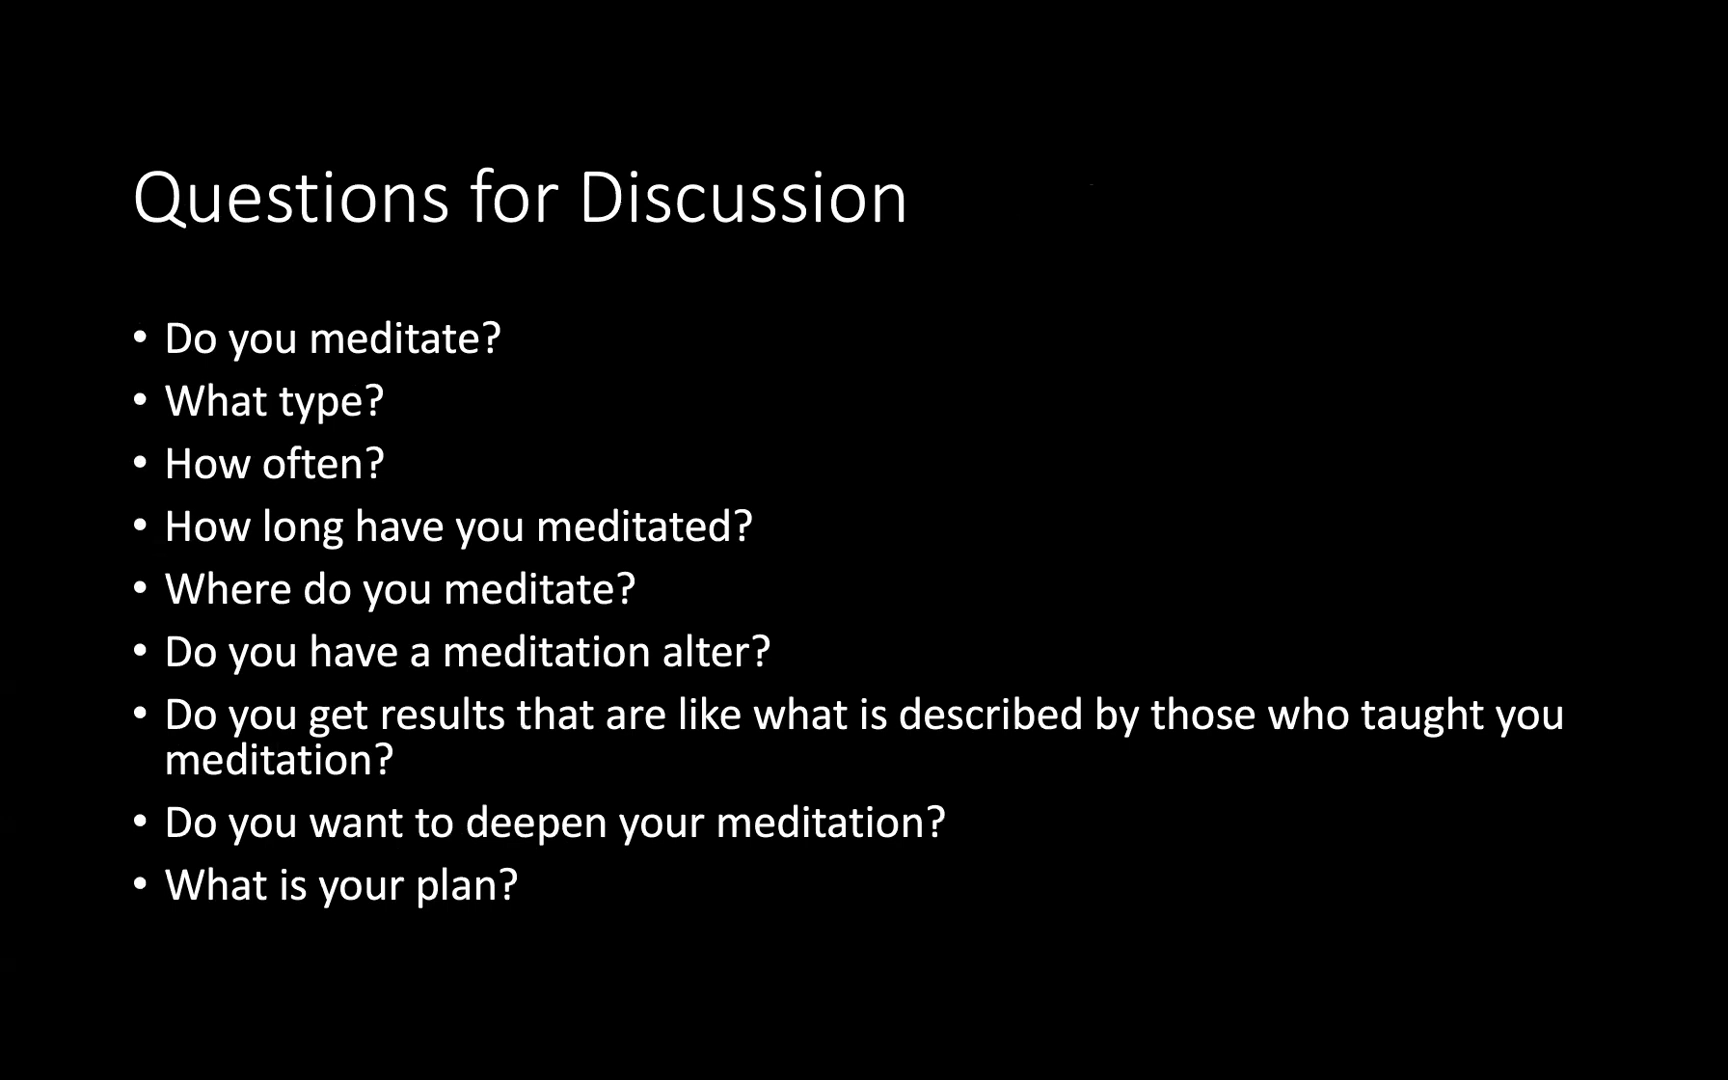 Questions for Discussion
• Do you meditate?
• What type?
• How often?
• How long have you meditated?
• Where do you meditate?
• Do you have a meditation alter?
• Do you get results that are like what is described by those who taught you
meditation?
• Do you want to deepen your meditation?
• What is your plan?